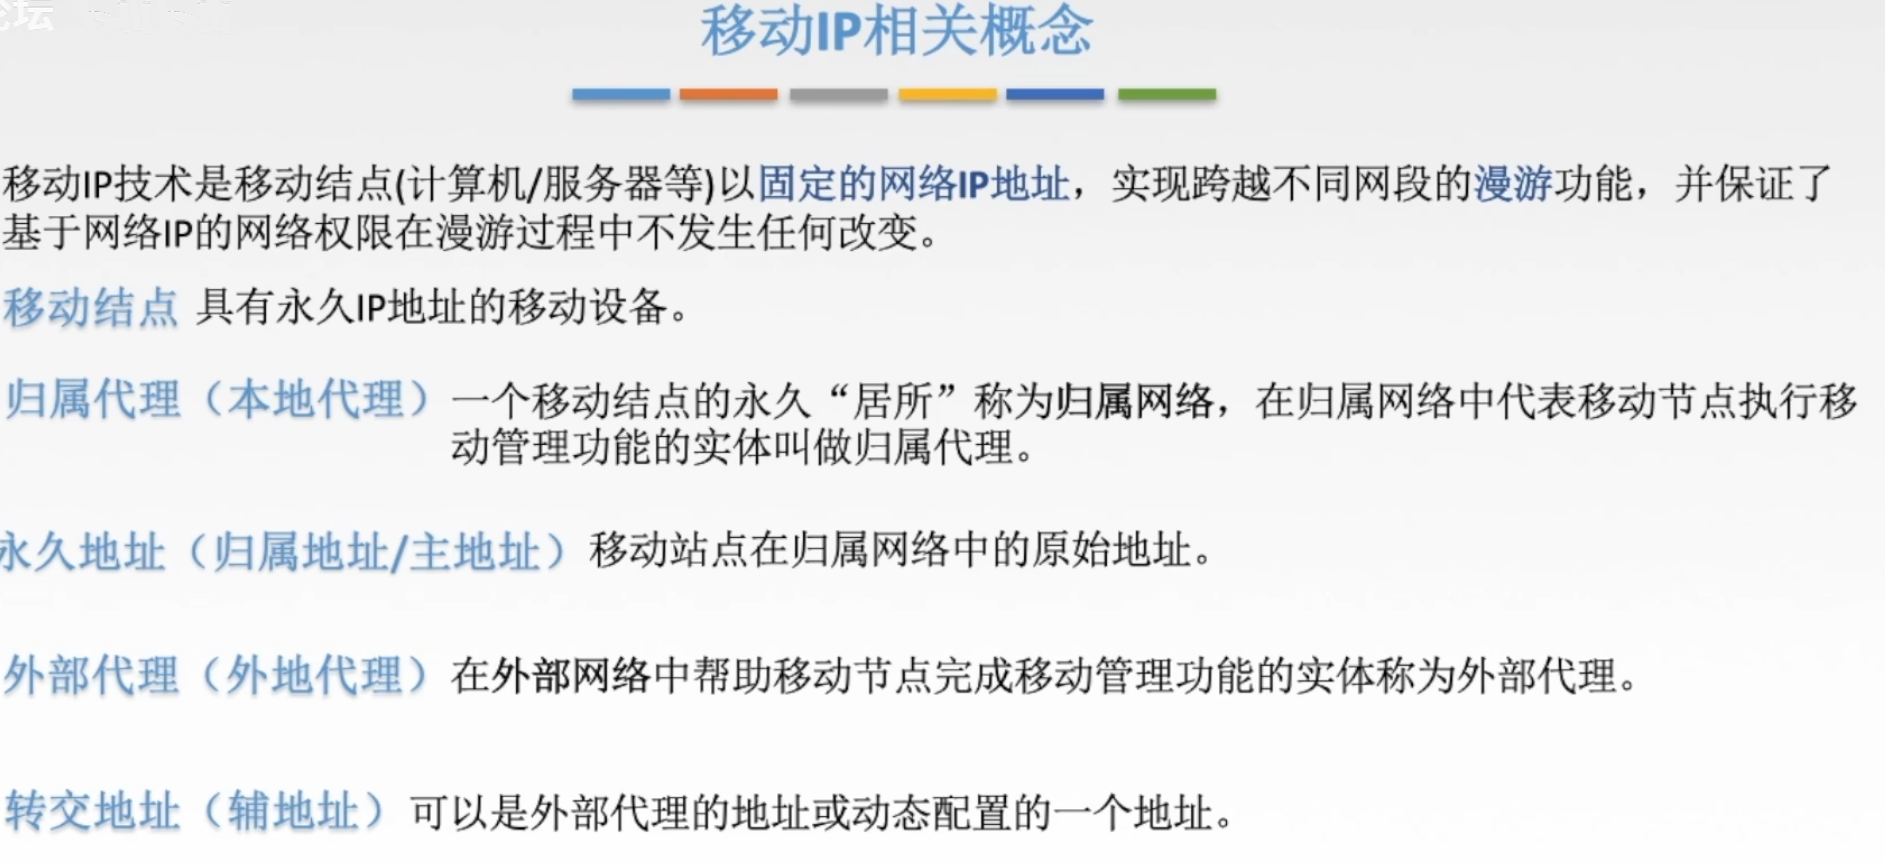 论坛
移动IP相关概念
移动IP技术是移动结点(计算机/服务器等)以固定的网络IP地址，实现跨越不同网段的漫游功能，并保证了
基于网络IP的网络权限在漫游过程中不发生任何改变。
移动结点 具有永久IP地址的移动设备。
归属代理（本地代理）一个移动结点的永久“居所”称为归属网络，在归属网络中代表移动节点执行移
动管理功能的实体叫做归属代理。
永久地址（归属地址/主地址）移动站点在归属网络中的原始地址。
外部代理（外地代理）在外部网络中帮助移动节点完成移动管理功能的实体称为外部代理。
转交地址（辅地址）可以是外部代理的地址或动态配置的一个地址。